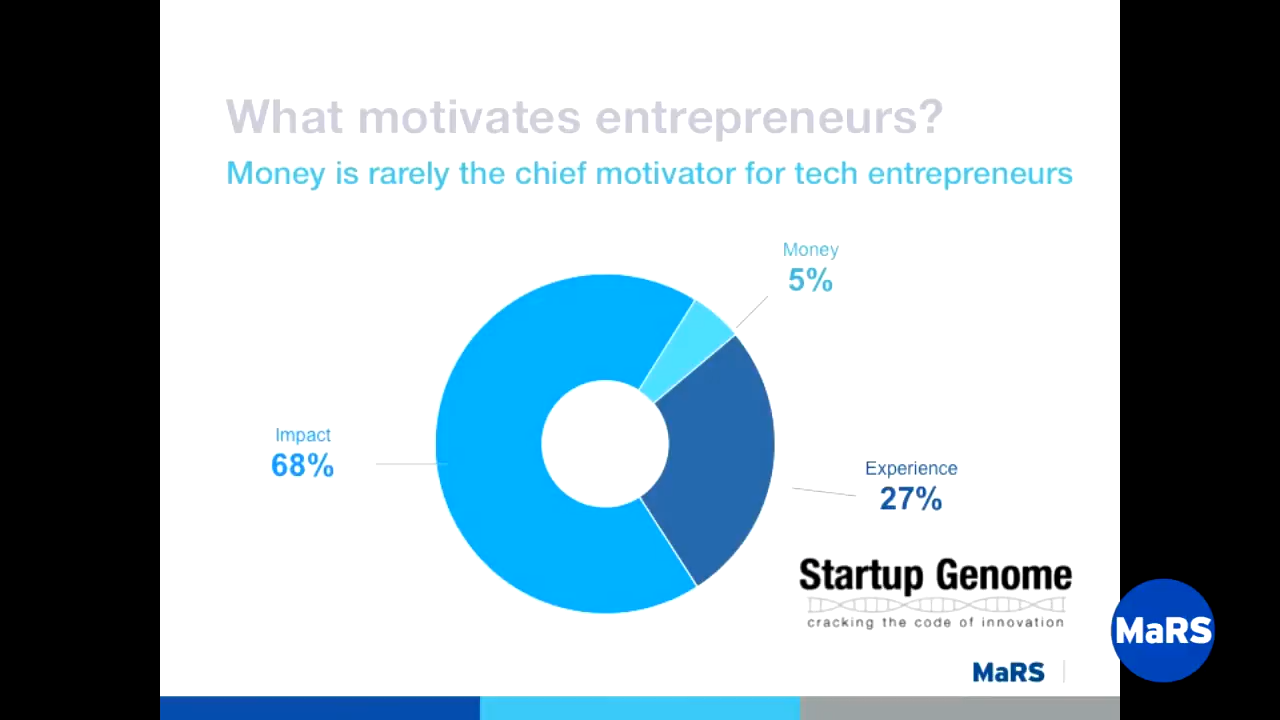 What motivates entrepreneurs?
Money is rarely the chief motivator for tech entrepreneurs
Money
5%
Impact
68%
Experience
27%
Startup Genome
cracking the code of innovation
MaRS
MaRS